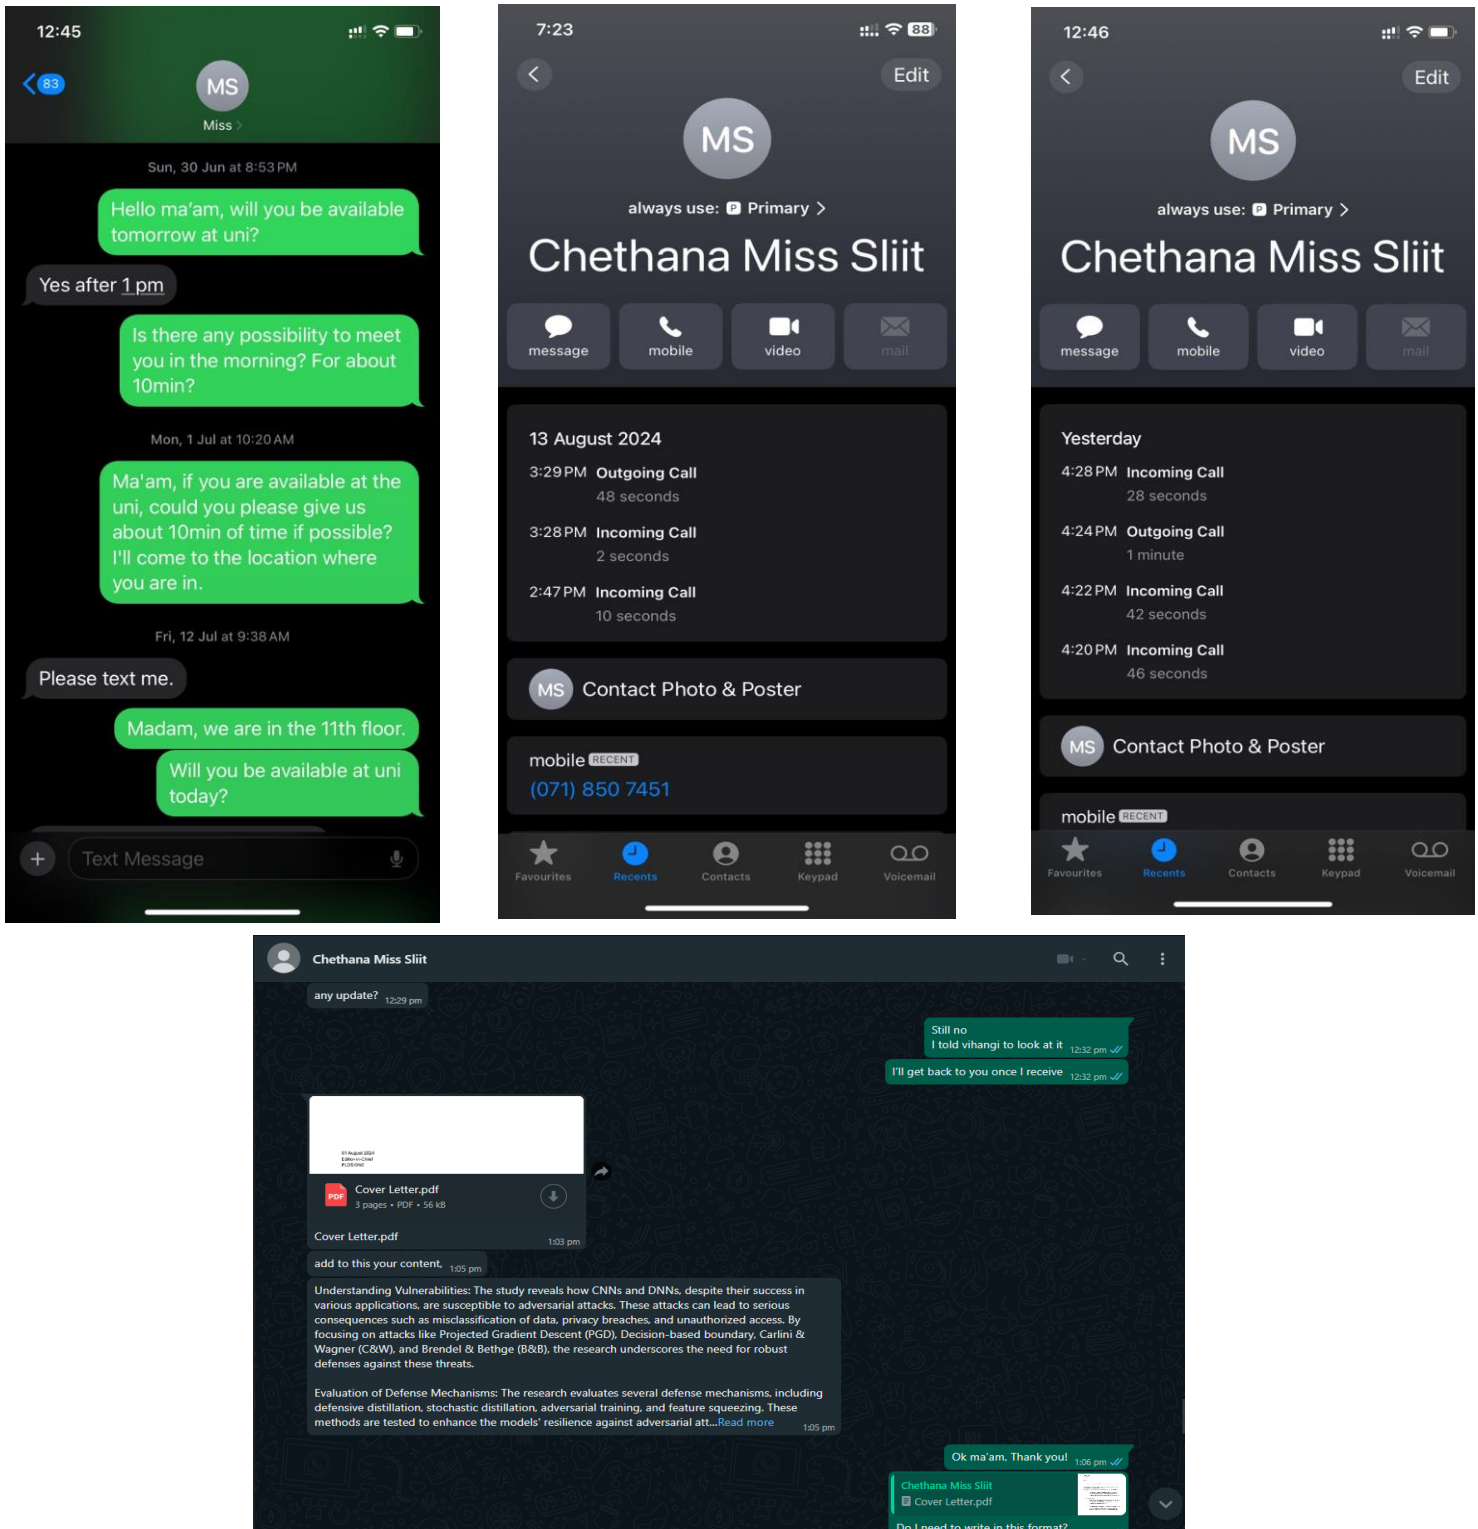 12:45
83
MS
Miss
Sun, 30 Jun at 8:53 PM
Hello ma'am, will you be available
tomorrow at uni?
Yes after 1 pm
Is there any possibility to meet
you in the morning? For about
10min?
Mon, 1 Jul at 10:20 AM
Ma'am, if you are available at the
uni, could you please give us
about 10min of time if possible?
I'll come to the location where
you are in.
Fri, 12 Jul at 9:38 AM
Please text me.
Madam, we are in the 11th floor.
Will you be available at uni
today?
Text Message
7:23
88
Edit
MS
always use: P Primary
Chethana Miss Sliit
message mobile video mail
13 August 2024
3:29 PM Outgoing Call
48 seconds
3:28 PM Incoming Call
2 seconds
2:47 PM Incoming Call
10 seconds
MS Contact Photo & Poster
mobile RECENT
(071) 850 7451
Favourites Recents Contacts Keypad Voicemail
12:46
Edit
MS
always use: P Primary
Chethana Miss Sliit
message mobile video mail
Yesterday
4:28 PM Incoming Call
28 seconds
4:24 PM Outgoing Call
1 minute
4:22 PM Incoming Call
42 seconds
4:20 PM Incoming Call
46 seconds
MS Contact Photo & Poster
mobile RECENT
Favourites Recents Contacts Keypad Voicemail
Chethana Miss Sliit
any update? 12:29 pm
Still no
I told vihangi to look at it 12:32 pm
I'll get back to you once I receive 12:32 pm
01 August 2024
Editor-in-Chief
PLOS ONE
PDF
Cover Letter.pdf
3 pages • PDF • 56 kB
Cover Letter.pdf 1:03 pm
add to this your content, 1:05 pm
Understanding Vulnerabilities: The study reveals how CNNs and DNNs, despite their success in
various applications, are susceptible to adversarial attacks. These attacks can lead to serious
consequences such as misclassification of data, privacy breaches, and unauthorized access. By
focusing on attacks like Projected Gradient Descent (PGD), Decision-based boundary, Carlini &
Wagner (C&W), and Brendel & Bethge (B&B), the research underscores the need for robust
defenses against these threats.
Evaluation of Defense Mechanisms: The research evaluates several defense mechanisms, including
defensive distillation, stochastic distillation, adversarial training, and feature squeezing. These
methods are tested to enhance the models' resilience against adversarial att...Read more 1:05 pm
Ok ma'am, Thank you! 1:06 pm
Chethana Miss Sliit
Cover Letter.pdf
Do I need to write in this format?